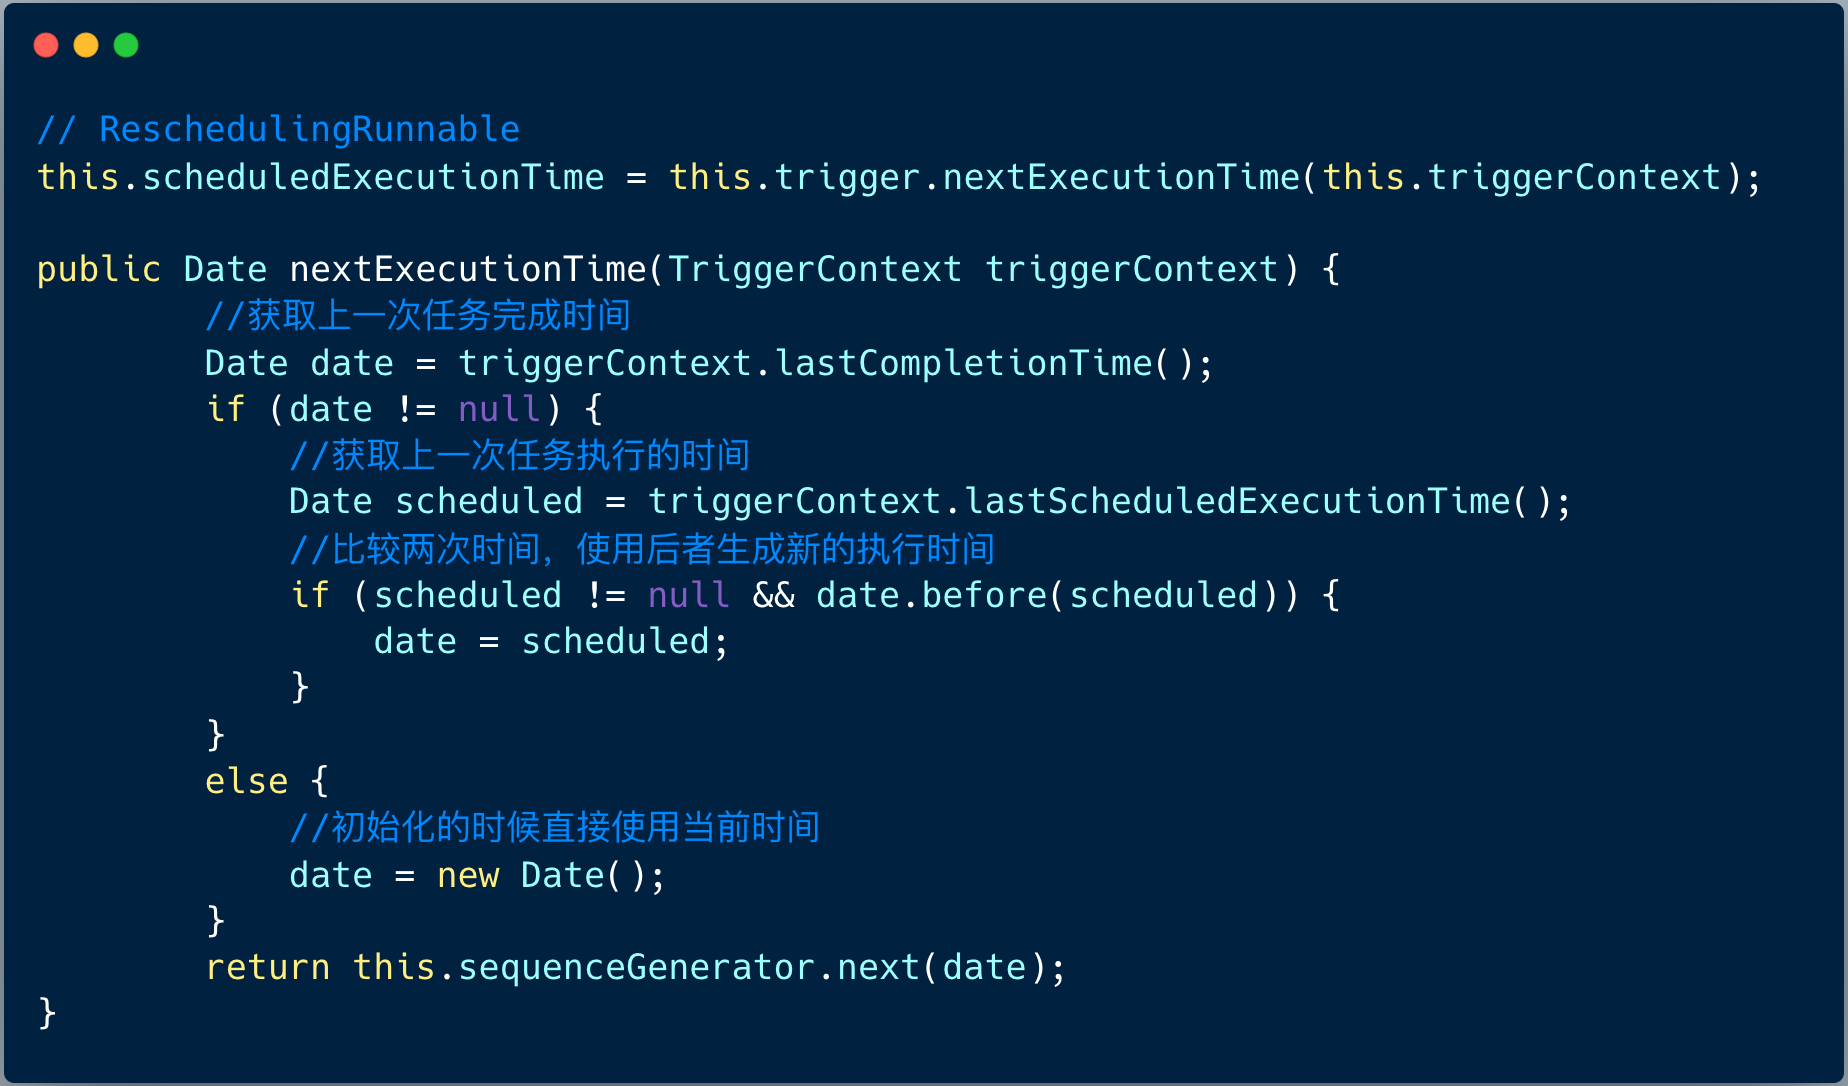 // ReschedulingRunnable
this.scheduledExecutionTime = this.trigger.nextExecutionTime(this.triggerContext);
public Date nextExecutionTime(TriggerContext triggerContext) {
//获取上一次任务完成时间
Date date = triggerContext.lastCompletionTime();
if (date != null) {
//获取上一次任务执行的时间
Date scheduled = triggerContext.lastScheduledExecutionTime();
//比较两次时间，使用后者生成新的执行时间
if (scheduled != null && date.before(scheduled)) {
date = scheduled;
}
}
else {
//初始化的时候直接使用当前时间
date = new Date();
}
return this.sequenceGenerator.next(date);
}